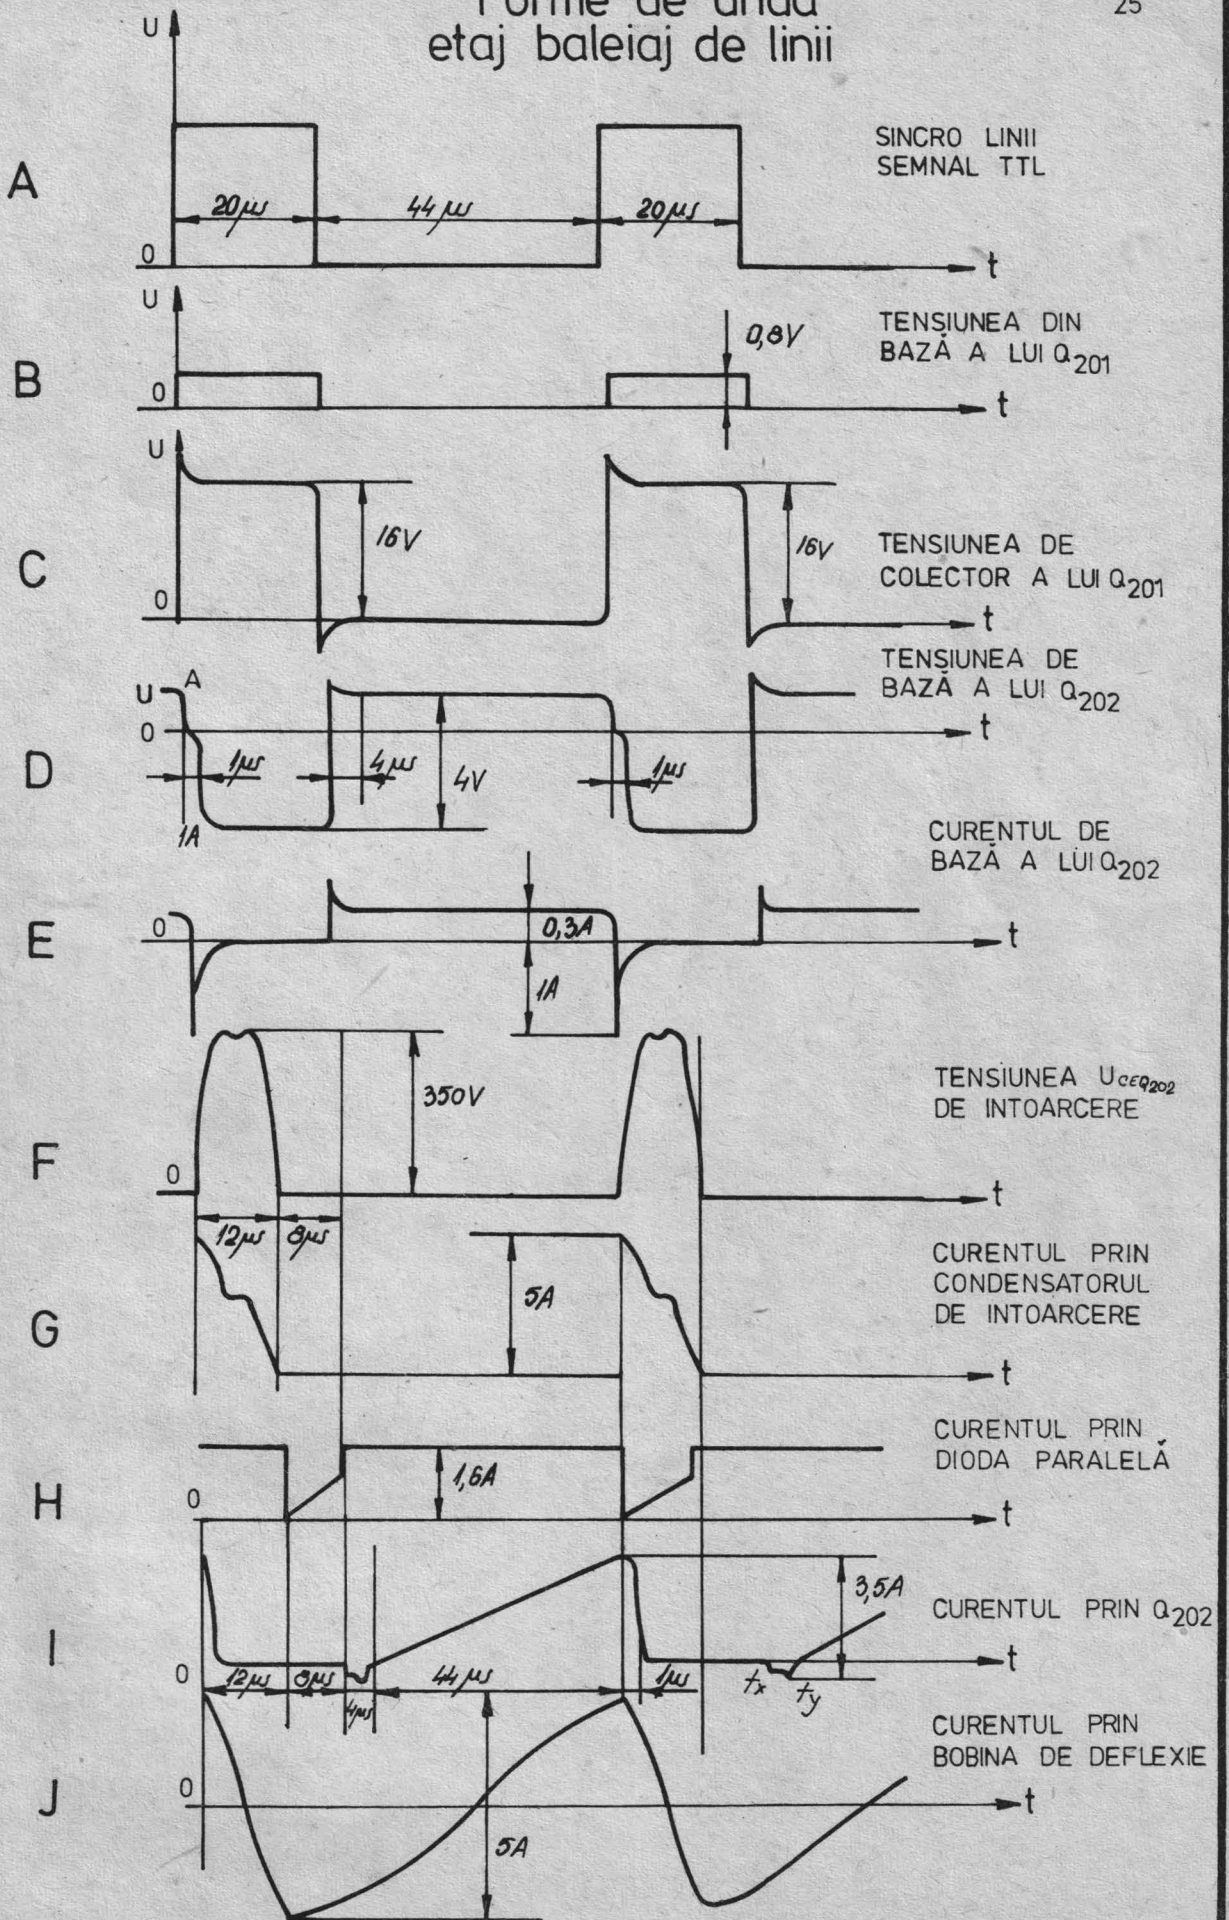 Forme de undă
etaj baleiaj de linii
25
A
U
0
20µs
44µs
20µs
t
SINCRO LINII
SEMNAL TTL
B
U
0
0,8V
t
TENSIUNEA DIN
BAZĂ A LUI Q201
C
U
0
16V
16V
t
TENSIUNEA DE
COLECTOR A LUI Q201
D
U
A
0
1µs
4µs
4V
1µs
1A
t
TENSIUNEA DE
BAZĂ A LUI Q202
E
0
0,3A
1A
t
CURENTUL DE
BAZĂ A LUI Q202
F
0
350V
12µs
8µs
t
TENSIUNEA UCEQ202
DE INTOARCERE
G
5A
t
CURENTUL PRIN
CONDENSATORUL
DE INTOARCERE
H
0
1,6A
t
CURENTUL PRIN
DIODA PARALELĂ
I
0
12µs
8µs
4µs
44µs
1µs
tx
ty
3,5A
t
CURENTUL PRIN Q202
J
0
5A
t
CURENTUL PRIN
BOBINA DE DEFLEXIE